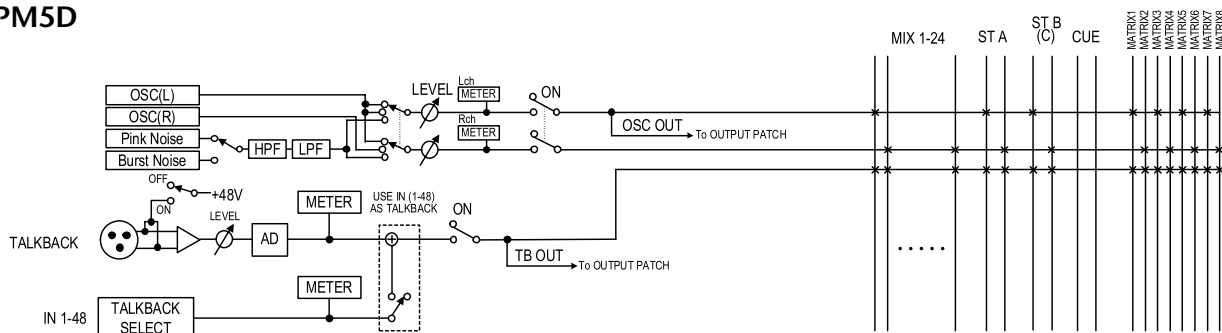 PM5D
MIX 1-24
ST A
ST B
(C)
CUE
MATRIX1
MATRIX2
MATRIX3
MATRIX4
MATRIX5
MATRIX6
MATRIX7
MATRIX8
OSC(L)
OSC(R)
Pink Noise
Burst Noise
HPF
LPF
LEVEL
Lch
METER
Rch
METER
ON
OSC OUT
To OUTPUT PATCH
OFF
+48V
ON
LEVEL
TALKBACK
AD
METER
USE IN (1-48)
AS TALKBACK
ON
TB OUT
To OUTPUT PATCH
.....
METER
IN 1-48
TALKBACK
SELECT